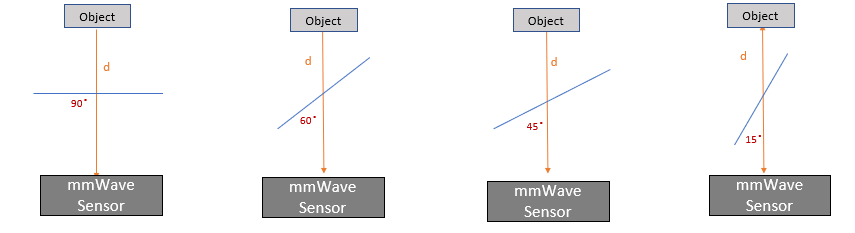 Object
d
90°
mmWave
Sensor
Object
d
60°
mmWave
Sensor
Object
d
45°
mmWave
Sensor
Object
d
15°
mmWave
Sensor